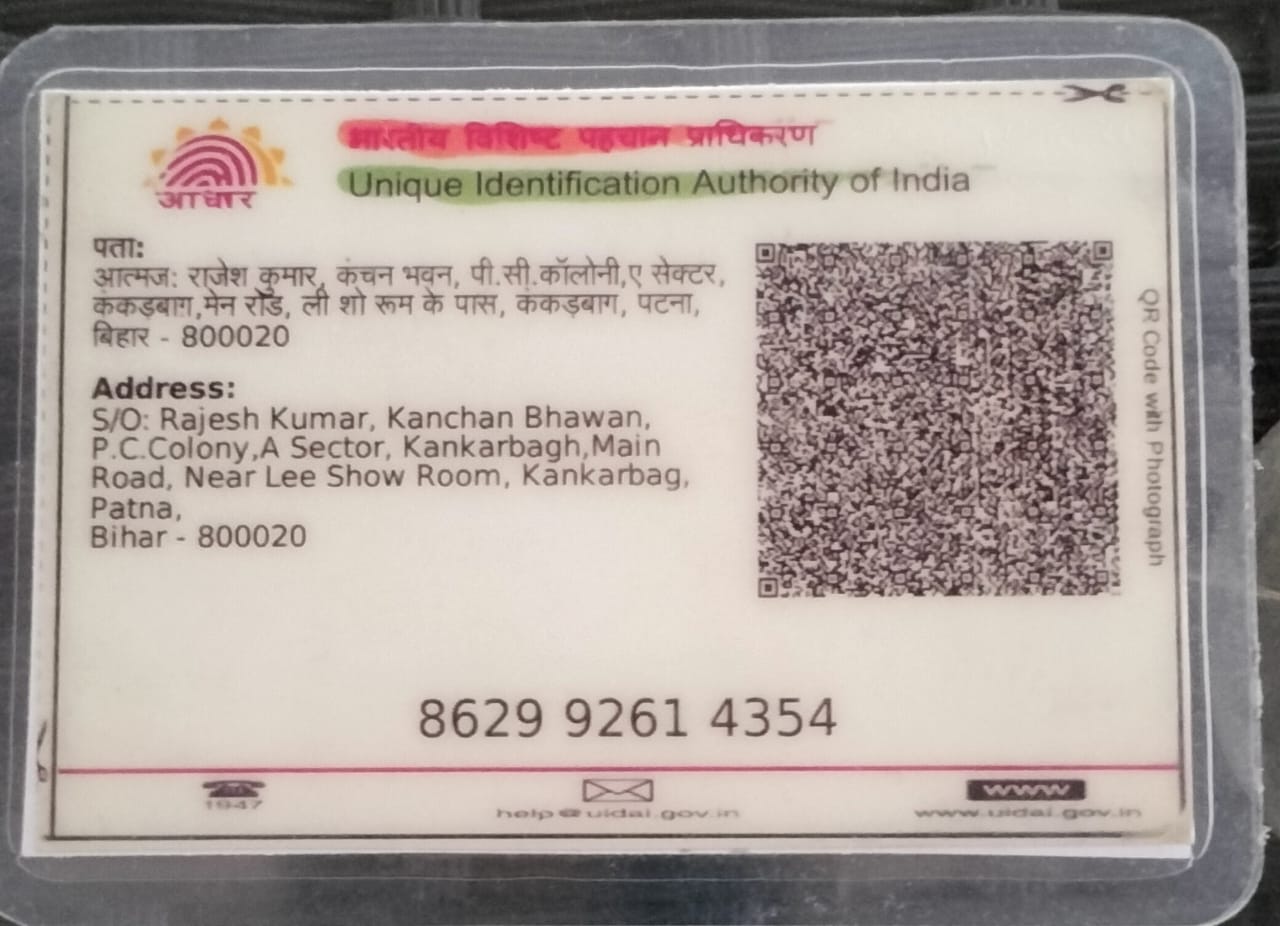 भारतीय विशिष्ट पहचान प्राधिकरण
Unique Identification Authority of India
आधार
पता:
आत्मज: राजेश कुमार, कंचन भवन, पी.सी.कॉलोनी,ए सेक्टर,
कंकड़बाग,मेन रोड, ली शो रूम के पास, कंकड़बाग, पटना,
बिहार - 800020
Address:
S/O: Rajesh Kumar, Kanchan Bhawan,
P.C.Colony,A Sector, Kankarbagh,Main
Road, Near Lee Show Room, Kankarbag,
Patna,
Bihar - 800020
QR Code with Photograph
8629 9261 4354
1947
help@uidai.gov.in
www
www.uidai.gov.in